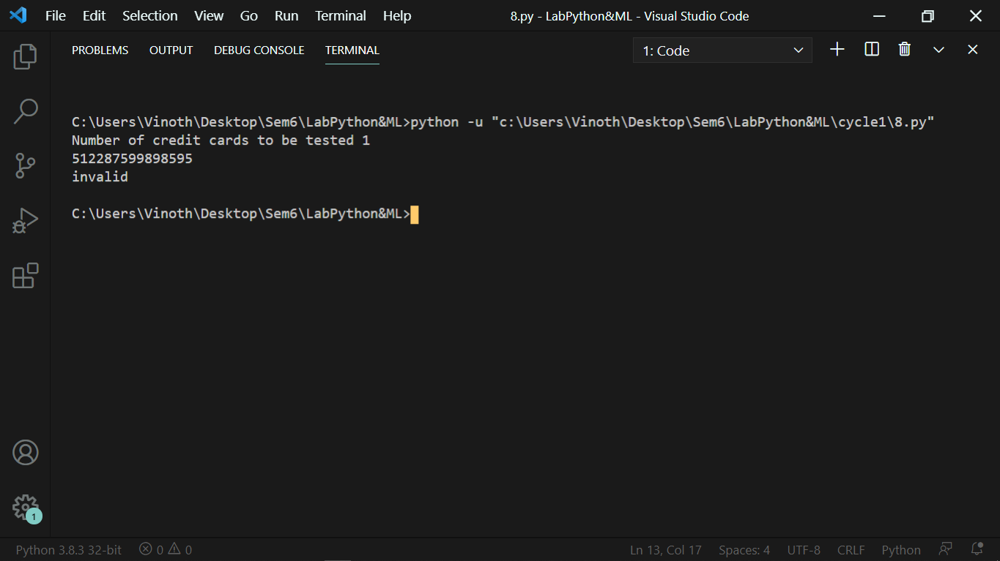 File Edit Selection View Go Run Terminal Help 8.py - LabPython&ML - Visual Studio Code
PROBLEMS OUTPUT DEBUG CONSOLE TERMINAL 1: Code
C:\Users\Vinoth\Desktop\Sem6\LabPython&ML>python -u "c:\Users\Vinoth\Desktop\Sem6\LabPython&ML\cycle1\8.py"
Number of credit cards to be tested 1
512287599898595
invalid
C:\Users\Vinoth\Desktop\Sem6\LabPython&ML>
1
Python 3.8.3 32-bit 0 0 Ln 13, Col 17 Spaces: 4 UTF-8 CRLF Python